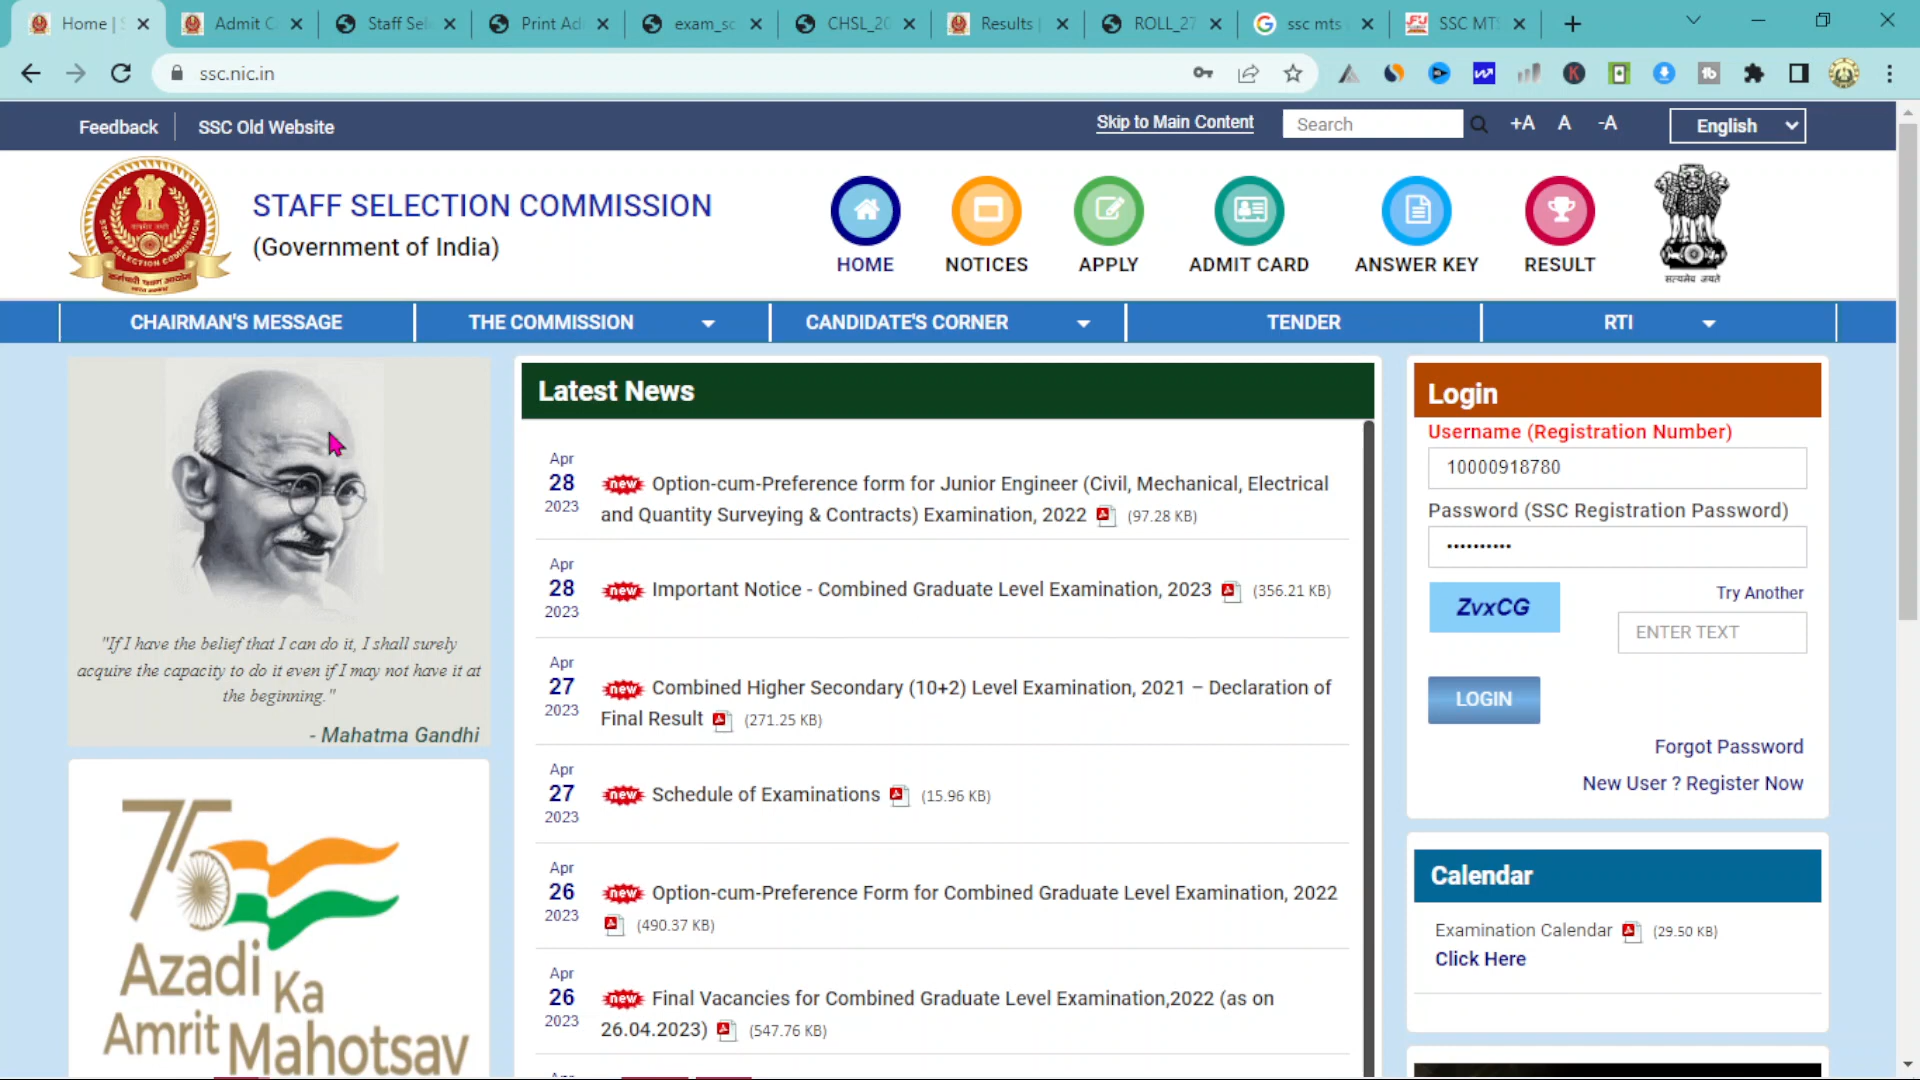 Home | S
Admit C
Staff Sel
Print Ad
exam_sc
CHSL_20
Results |
ROLL_27
ssc mts
SSC MT
ssc.nic.in
Feedback
SSC Old Website
Skip to Main Content
Search
+A A -A
English
STAFF SELECTION COMMISSION
(Government of India)
HOME
NOTICES
APPLY
ADMIT CARD
ANSWER KEY
RESULT
सत्यमेव जयते
CHAIRMAN'S MESSAGE
THE COMMISSION
CANDIDATE'S CORNER
TENDER
RTI
"If I have the belief that I can do it, I shall surely
acquire the capacity to do it even if I may not have it at
the beginning."
- Mahatma Gandhi
75
Azadi Ka
Amrit Mahotsav
Latest News
Apr
28
2023
new Option-cum-Preference form for Junior Engineer (Civil, Mechanical, Electrical
and Quantity Surveying & Contracts) Examination, 2022 (97.28 KB)
Apr
28
2023
new Important Notice - Combined Graduate Level Examination, 2023 (356.21 KB)
Apr
27
2023
new Combined Higher Secondary (10+2) Level Examination, 2021 – Declaration of
Final Result (271.25 KB)
Apr
27
2023
new Schedule of Examinations (15.96 KB)
Apr
26
2023
new Option-cum-Preference Form for Combined Graduate Level Examination, 2022
(490.37 KB)
Apr
26
2023
new Final Vacancies for Combined Graduate Level Examination,2022 (as on
26.04.2023) (547.76 KB)
Login
Username (Registration Number)
10000918780
Password (SSC Registration Password)
••••••••••
ZvxCG
Try Another
ENTER TEXT
LOGIN
Forgot Password
New User ? Register Now
Calendar
Examination Calendar (29.50 KB)
Click Here